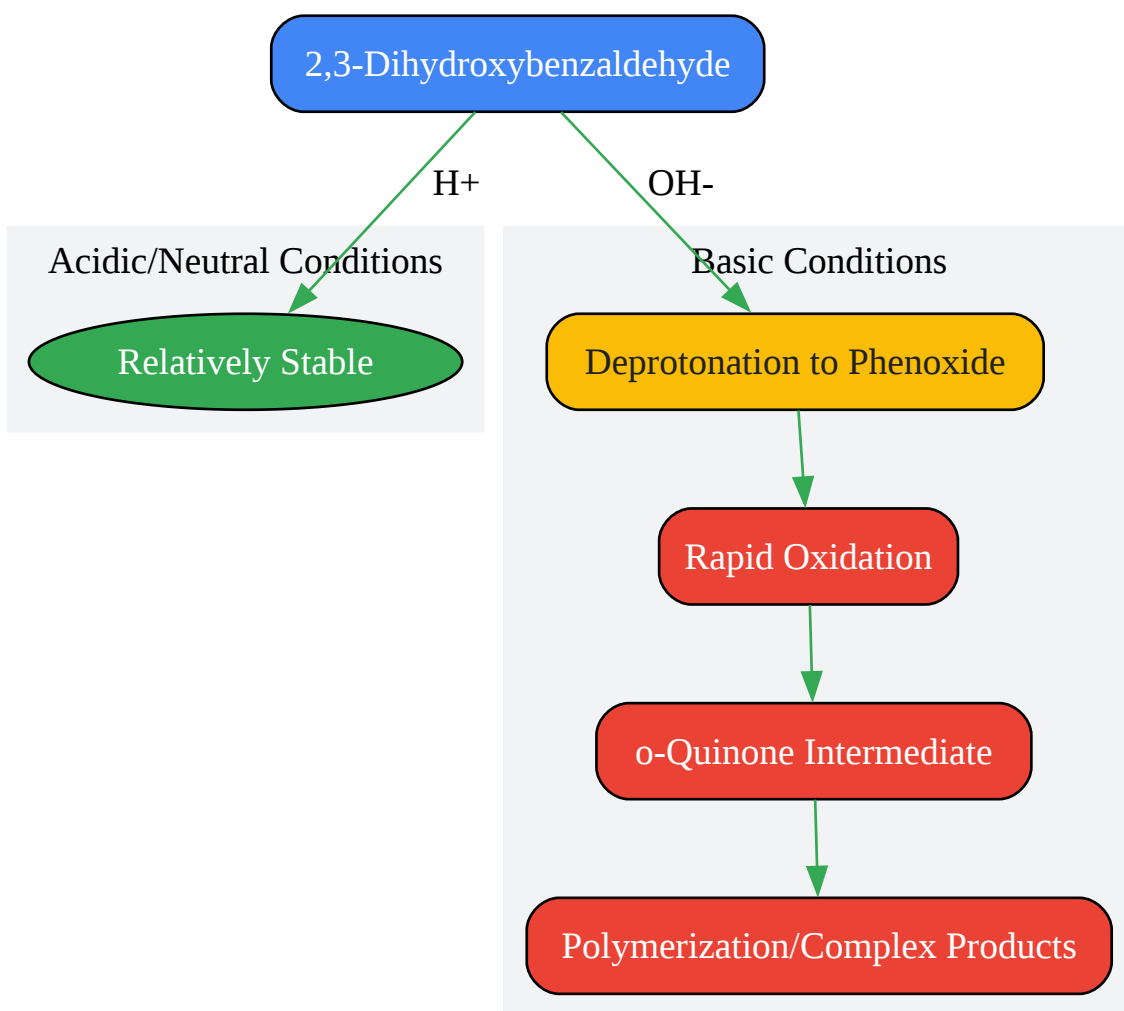 2,3-Dihydroxybenzaldehyde
H+
OH-
Acidic/Neutral Conditions
Basic Conditions
Relatively Stable
Deprotonation to Phenoxide
Rapid Oxidation
o-Quinone Intermediate
Polymerization/Complex Products